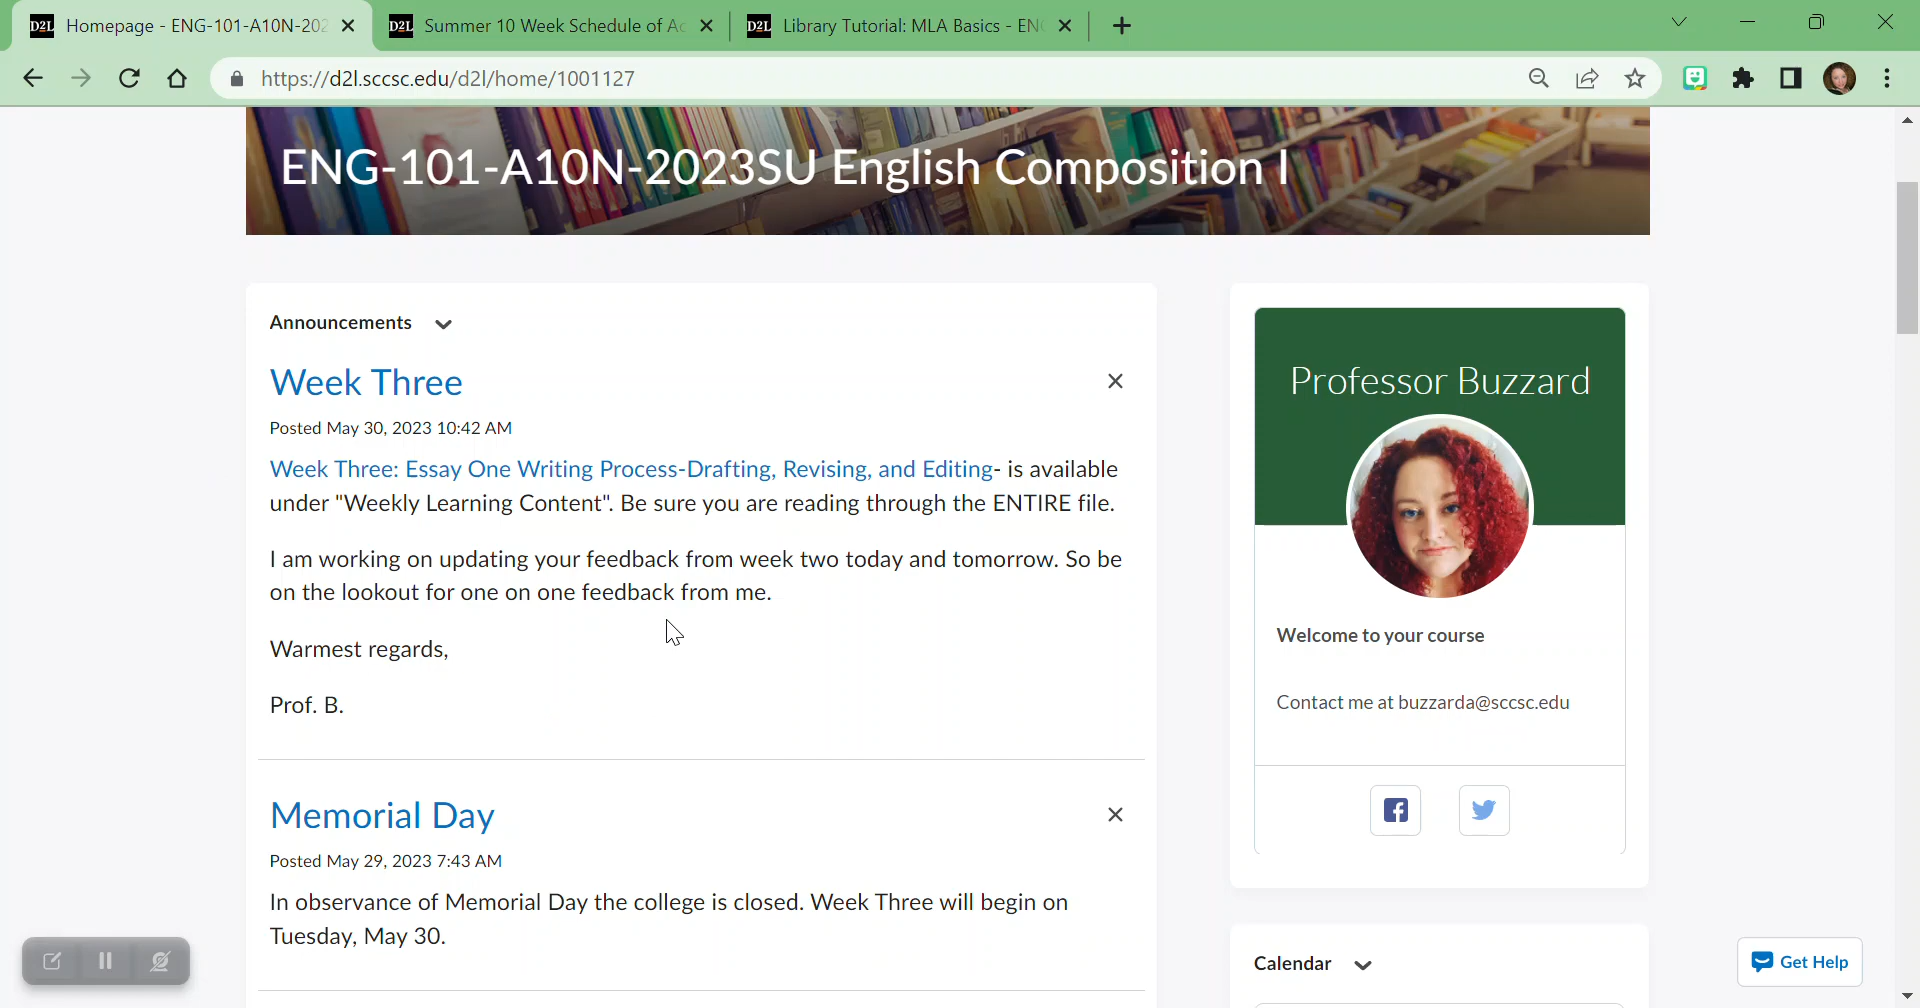 D2L Homepage - ENG-101-A10N-202
D2L Summer 10 Week Schedule of Ac
D2L Library Tutorial: MLA Basics - EN
https://d2l.sccsc.edu/d2l/home/1001127
ENG-101-A10N-2023SU English Composition I
Announcements
Week Three
Posted May 30, 2023 10:42 AM
Week Three: Essay One Writing Process-Drafting, Revising, and Editing- is available
under "Weekly Learning Content". Be sure you are reading through the ENTIRE file.
I am working on updating your feedback from week two today and tomorrow. So be
on the lookout for one on one feedback from me.
Warmest regards,
Prof. B.
Memorial Day
Posted May 29, 2023 7:43 AM
In observance of Memorial Day the college is closed. Week Three will begin on
Tuesday, May 30.
Professor Buzzard
Welcome to your course
Contact me at buzzarda@sccsc.edu
Calendar
Get Help